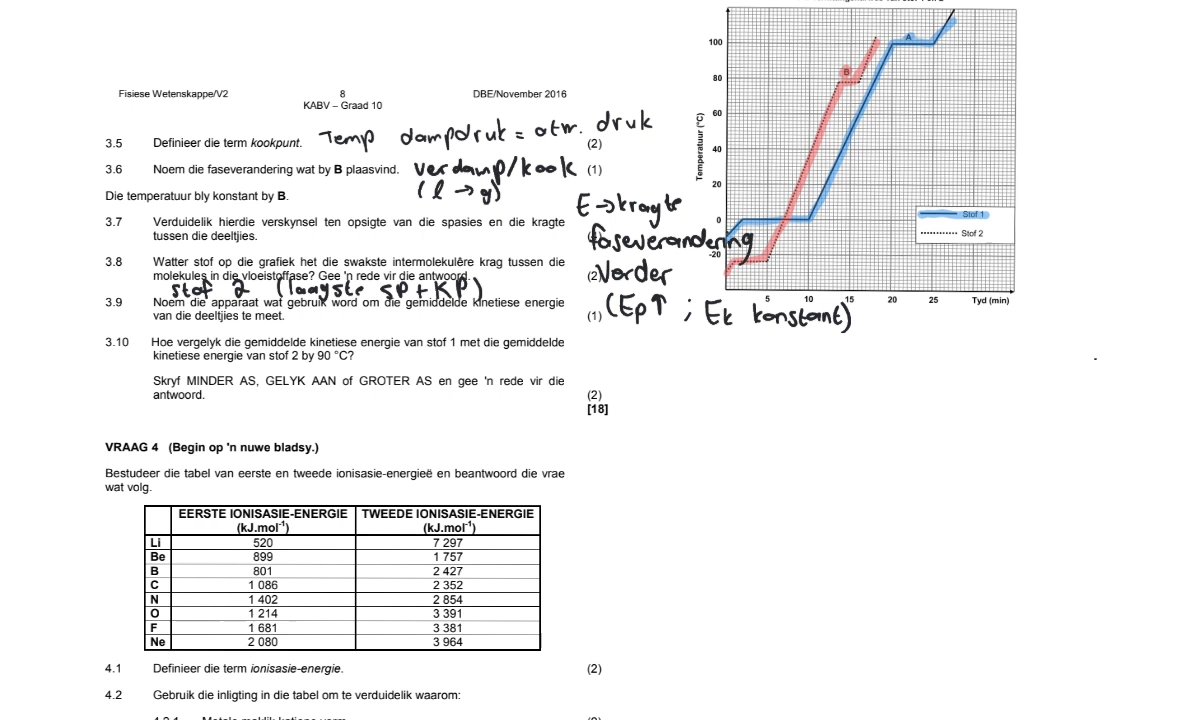 Fisiese Wetenskappe/V2 8 DBE/November 2016
KABV – Graad 10
3.5 Definieer die term kookpunt. Temp dampdruk = atm. druk (2)
3.6 Noem die faseverandering wat by B plaasvind. verdamp/kook (1)
(l → g)
Die temperatuur bly konstant by B.
3.7 Verduidelik hierdie verskynsel ten opsigte van die spasies en die kragte
tussen die deeltjies.
E → kragte
faseverandering
Vorder
(Ep↑ ; Ek konstant)
3.8 Watter stof op die grafiek het die swakste intermolekulêre krag tussen die
molekules in die vloeistoffase? Gee 'n rede vir die antwoord. (2)
stof 2 (laagste SP + KP)
3.9 Noem die apparaat wat gebruik word om die gemiddelde kinetiese energie
van die deeltjies te meet. (1)
3.10 Hoe vergelyk die gemiddelde kinetiese energie van stof 1 met die gemiddelde
kinetiese energie van stof 2 by 90 °C?
Skryf MINDER AS, GELYK AAN of GROTER AS en gee 'n rede vir die
antwoord. (2)
[18]
VRAAG 4 (Begin op 'n nuwe bladsy.)
Bestudeer die tabel van eerste en tweede ionisasie-energieë en beantwoord die vrae
wat volg.
EERSTE IONISASIE-ENERGIE TWEEDE IONISASIE-ENERGIE
(kJ.mol⁻¹) (kJ.mol⁻¹)
Li 520 7 297
Be 899 1 757
B 801 2 427
C 1 086 2 352
N 1 402 2 854
O 1 214 3 391
F 1 681 3 381
Ne 2 080 3 964
4.1 Definieer die term ionisasie-energie. (2)
4.2 Gebruik die inligting in die tabel om te verduidelik waarom:
Temperatuur (°C)
100
80
60
40
20
0
-20
A
B
Stof 1
Stof 2
5 10 15 20 25 Tyd (min)